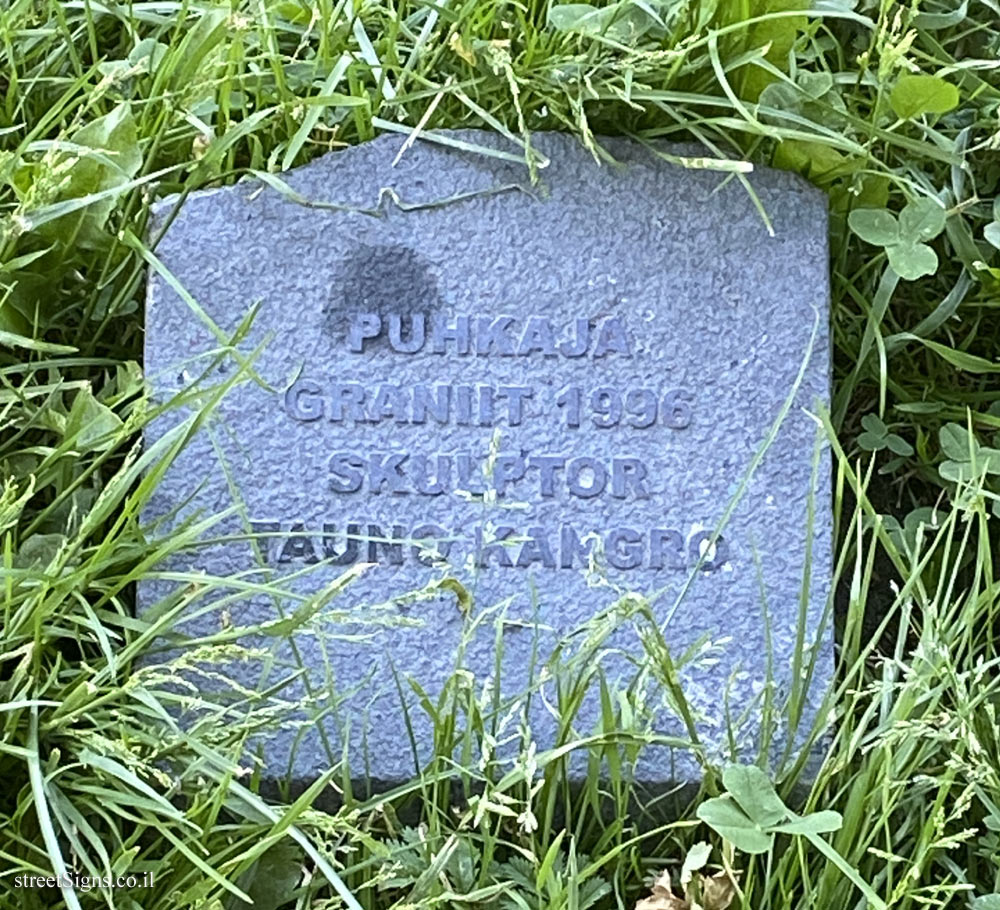 PUHKAJA
GRANIIT 1996
SKULPTOR
TAUNO KANGRO
streetSigns.co.il